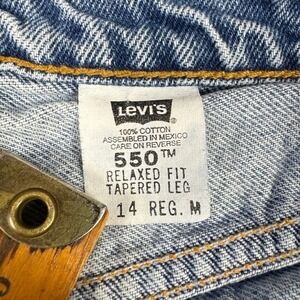 LEVI'S
100% COTTON
ASSEMBLED IN MEXICO
CARE ON REVERSE
550™
RELAXED FIT
TAPERED LEG
14 REG. M